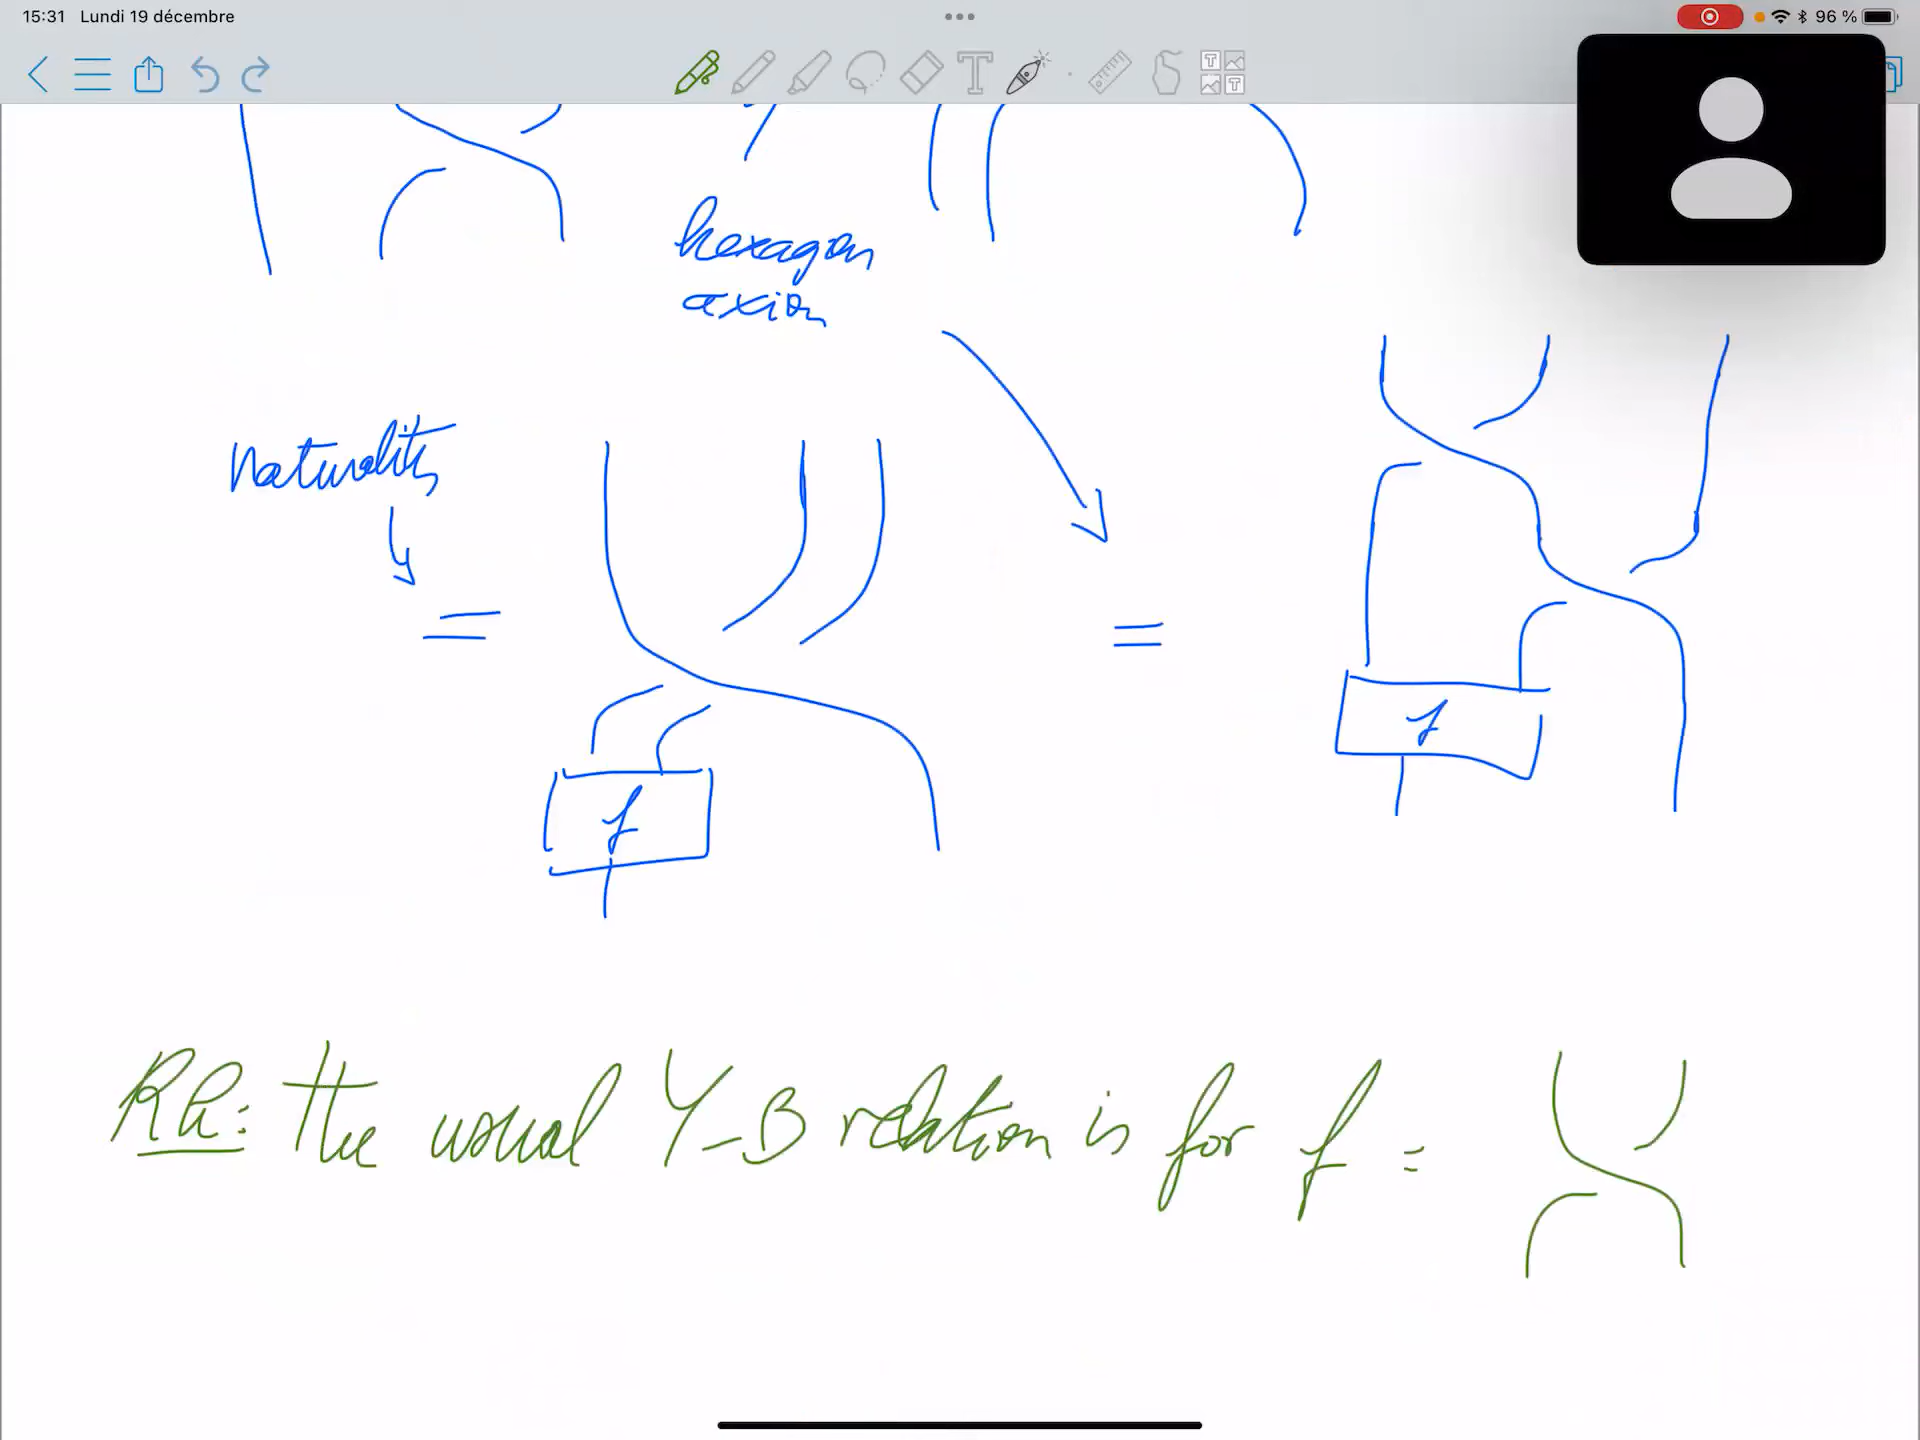 15:31 Lundi 19 décembre 96 %
hexagon
axiom
naturality
=
=
f
f
Rk: the usual Y-B relation is for f =